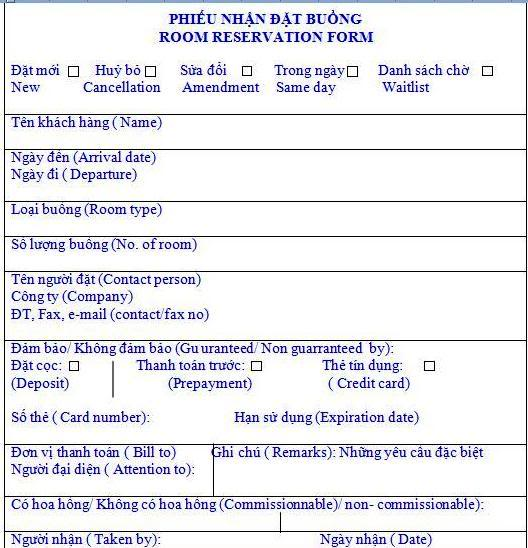 PHIẾU NHẬN ĐẶT BUỒNG
ROOM RESERVATION FORM
Đặt mới Huỷ bỏ Sửa đổi Trong ngày Danh sách chờ
New Cancellation Amendment Same day Waitlist
Tên khách hàng ( Name)
Ngày đến (Arrival date)
Ngày đi ( Departure)
Loại buồng (Room type)
Số lượng buồng (No. of room)
Tên người đặt (Contact person)
Công ty (Company)
ĐT, Fax, e-mail (contact/fax no)
Đảm bảo/ Không đảm bảo (Gu uranteed/ Non guarranteed by):
Đặt cọc: Thanh toán trước: Thẻ tín dụng:
(Deposit) (Prepayment) ( Credit card)
Số thẻ ( Card number): Hạn sử dụng (Expiration date)
Đơn vị thanh toán ( Bill to) Ghi chú ( Remarks): Những yêu cầu đặc biệt
Người đại diện ( Attention to):
Có hoa hồng/ Không có hoa hồng (Commissionnable)/ non- commissionable):
Người nhận ( Taken by): Ngày nhận ( Date)